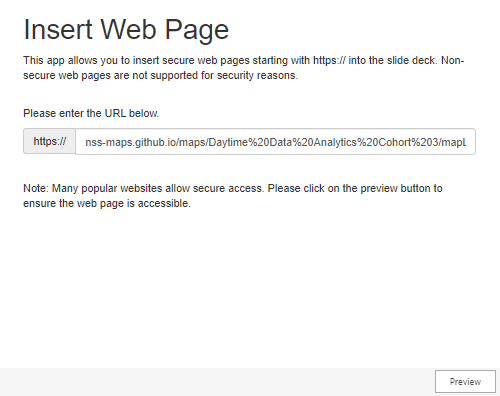 Insert Web Page
This app allows you to insert secure web pages starting with https:// into the slide deck. Non-
secure web pages are not supported for security reasons.
Please enter the URL below.
https:// nss-maps.github.io/maps/Daytime%20Data%20Analytics%20Cohort%203/mapL
Note: Many popular websites allow secure access. Please click on the preview button to
ensure the web page is accessible.
Preview